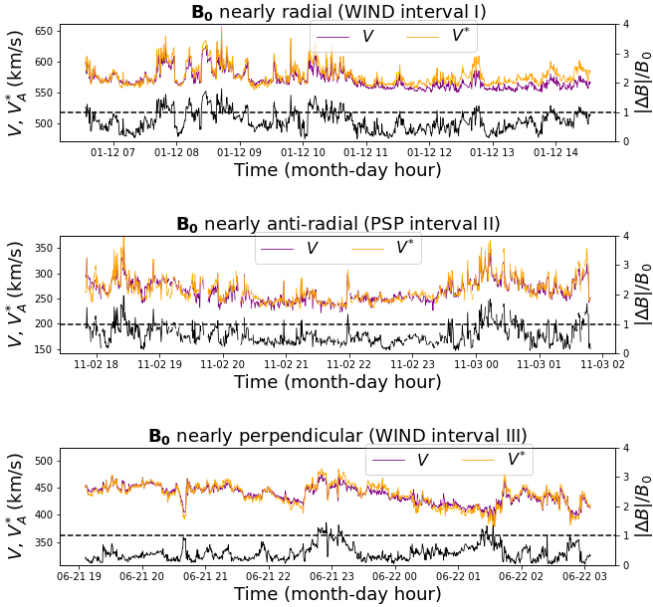 B₀ nearly radial (WIND interval I)
V V*
650
600
550
500
4
3
2
1
0
V, V*_A (km/s)
|ΔB|/B₀
01-12 07 01-12 08 01-12 09 01-12 10 01-12 11 01-12 12 01-12 13 01-12 14
Time (month-day hour)
B₀ nearly anti-radial (PSP interval II)
V V*
350
300
250
200
150
4
3
2
1
0
V, V*_A (km/s)
|ΔB|/B₀
11-02 18 11-02 19 11-02 20 11-02 21 11-02 22 11-02 23 11-03 00 11-03 01 11-03 02
Time (month-day hour)
B₀ nearly perpendicular (WIND interval III)
V V*
500
450
400
350
4
3
2
1
0
V, V*_A (km/s)
|ΔB|/B₀
06-21 19 06-21 20 06-21 21 06-21 22 06-21 23 06-22 00 06-22 01 06-22 02 06-22 03
Time (month-day hour)